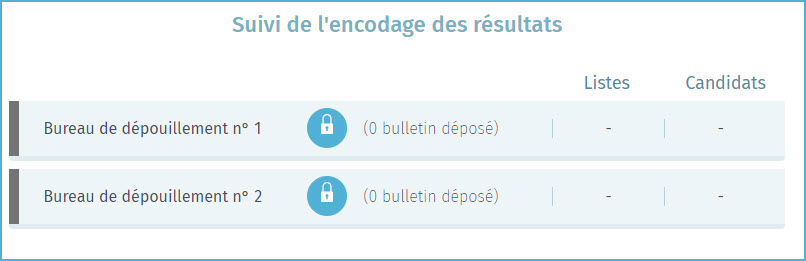 Suivi de l'encodage des résultats
Listes Candidats
Bureau de dépouillement n° 1 (0 bulletin déposé) - -
Bureau de dépouillement n° 2 (0 bulletin déposé) - -